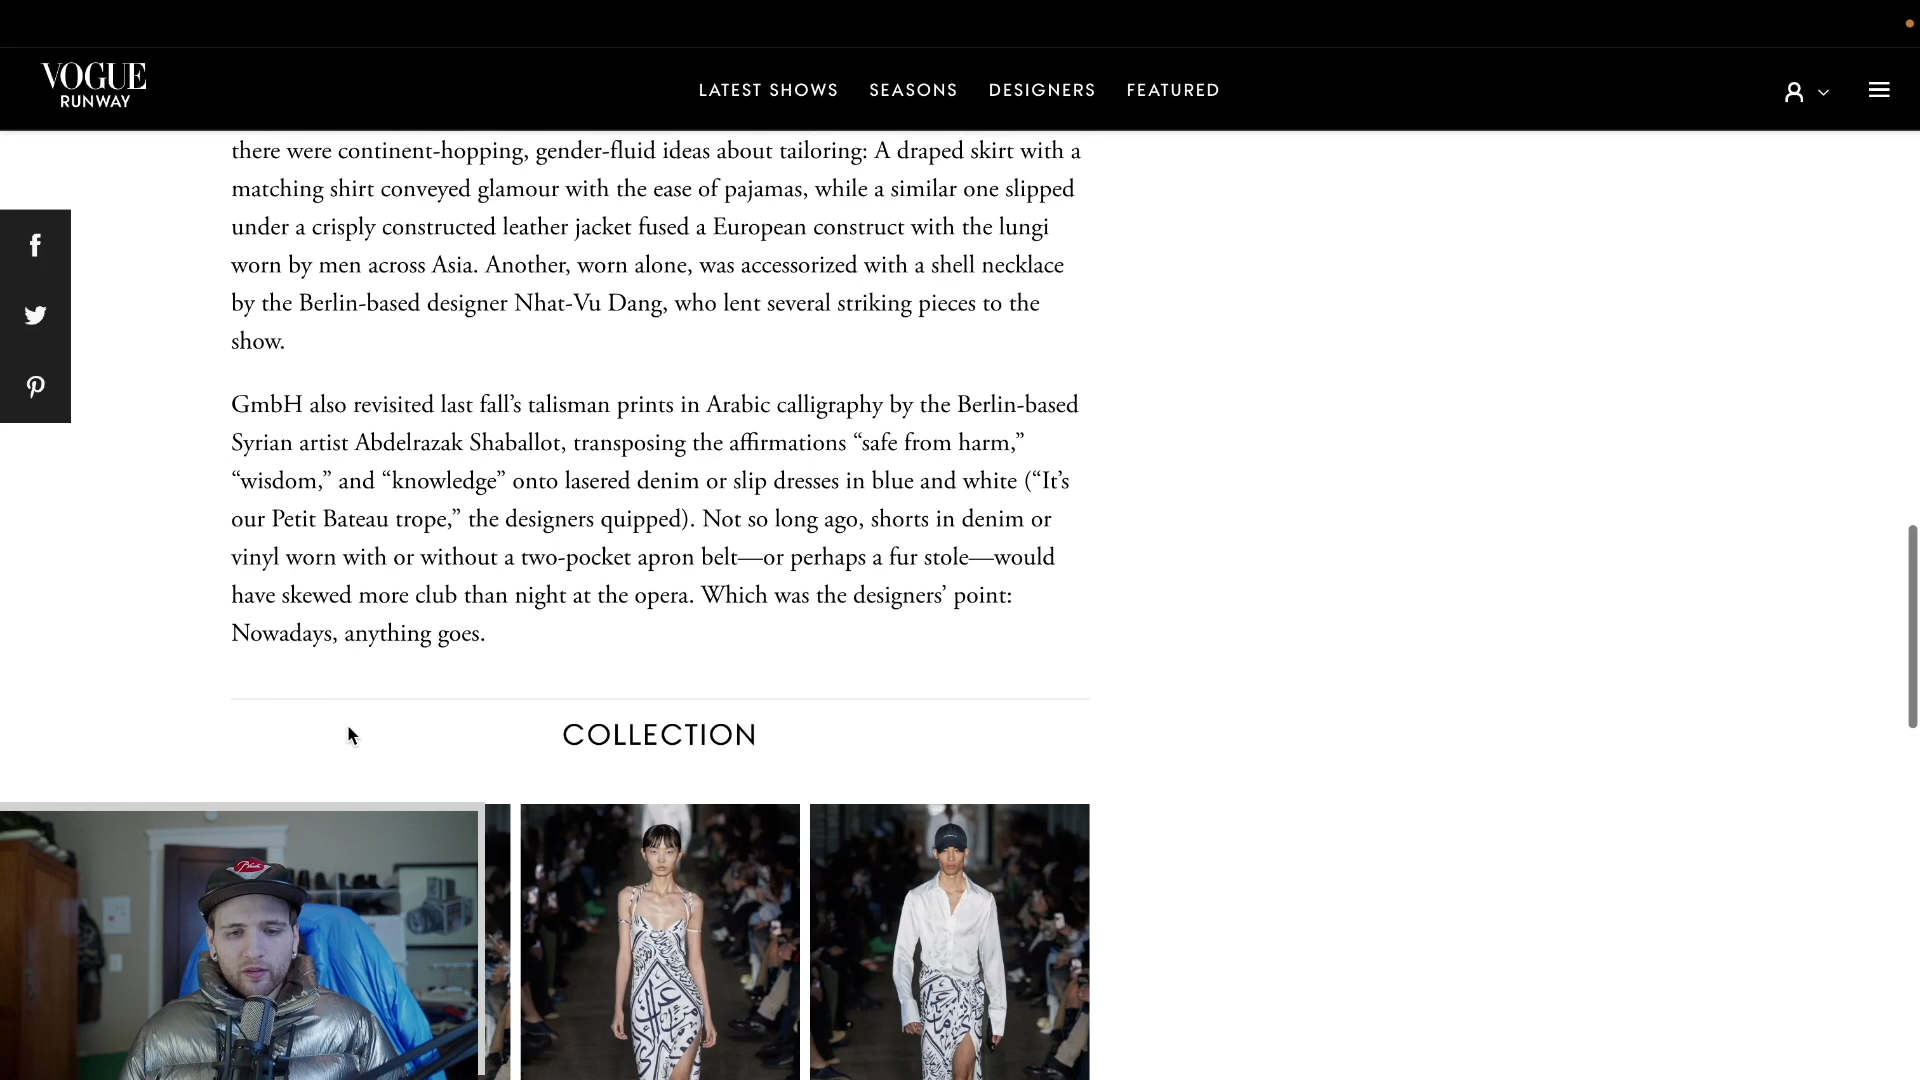 VOGUE
RUNWAY
LATEST SHOWS
SEASONS
DESIGNERS
FEATURED
there were continent-hopping, gender-fluid ideas about tailoring: A draped skirt with a
matching shirt conveyed glamour with the ease of pajamas, while a similar one slipped
under a crisply constructed leather jacket fused a European construct with the lungi
worn by men across Asia. Another, worn alone, was accessorized with a shell necklace
by the Berlin-based designer Nhat-Vu Dang, who lent several striking pieces to the
show.
GmbH also revisited last fall’s talisman prints in Arabic calligraphy by the Berlin-based
Syrian artist Abdelrazak Shaballot, transposing the affirmations “safe from harm,”
“wisdom,” and “knowledge” onto lasered denim or slip dresses in blue and white (“It’s
our Petit Bateau trope,” the designers quipped). Not so long ago, shorts in denim or
vinyl worn with or without a two-pocket apron belt—or perhaps a fur stole—would
have skewed more club than night at the opera. Which was the designers’ point:
Nowadays, anything goes.
COLLECTION